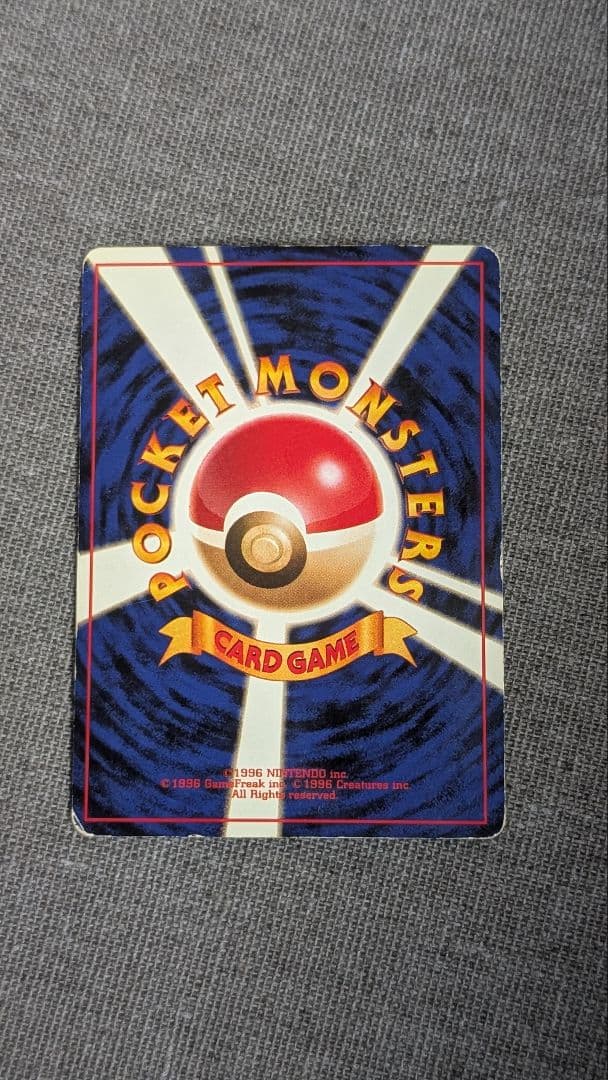 POCKET MONSTERS
CARD GAME
©1996 NINTENDO inc.
©1996 GameFreak inc. ©1996 Creatures inc.
All Rights reserved.